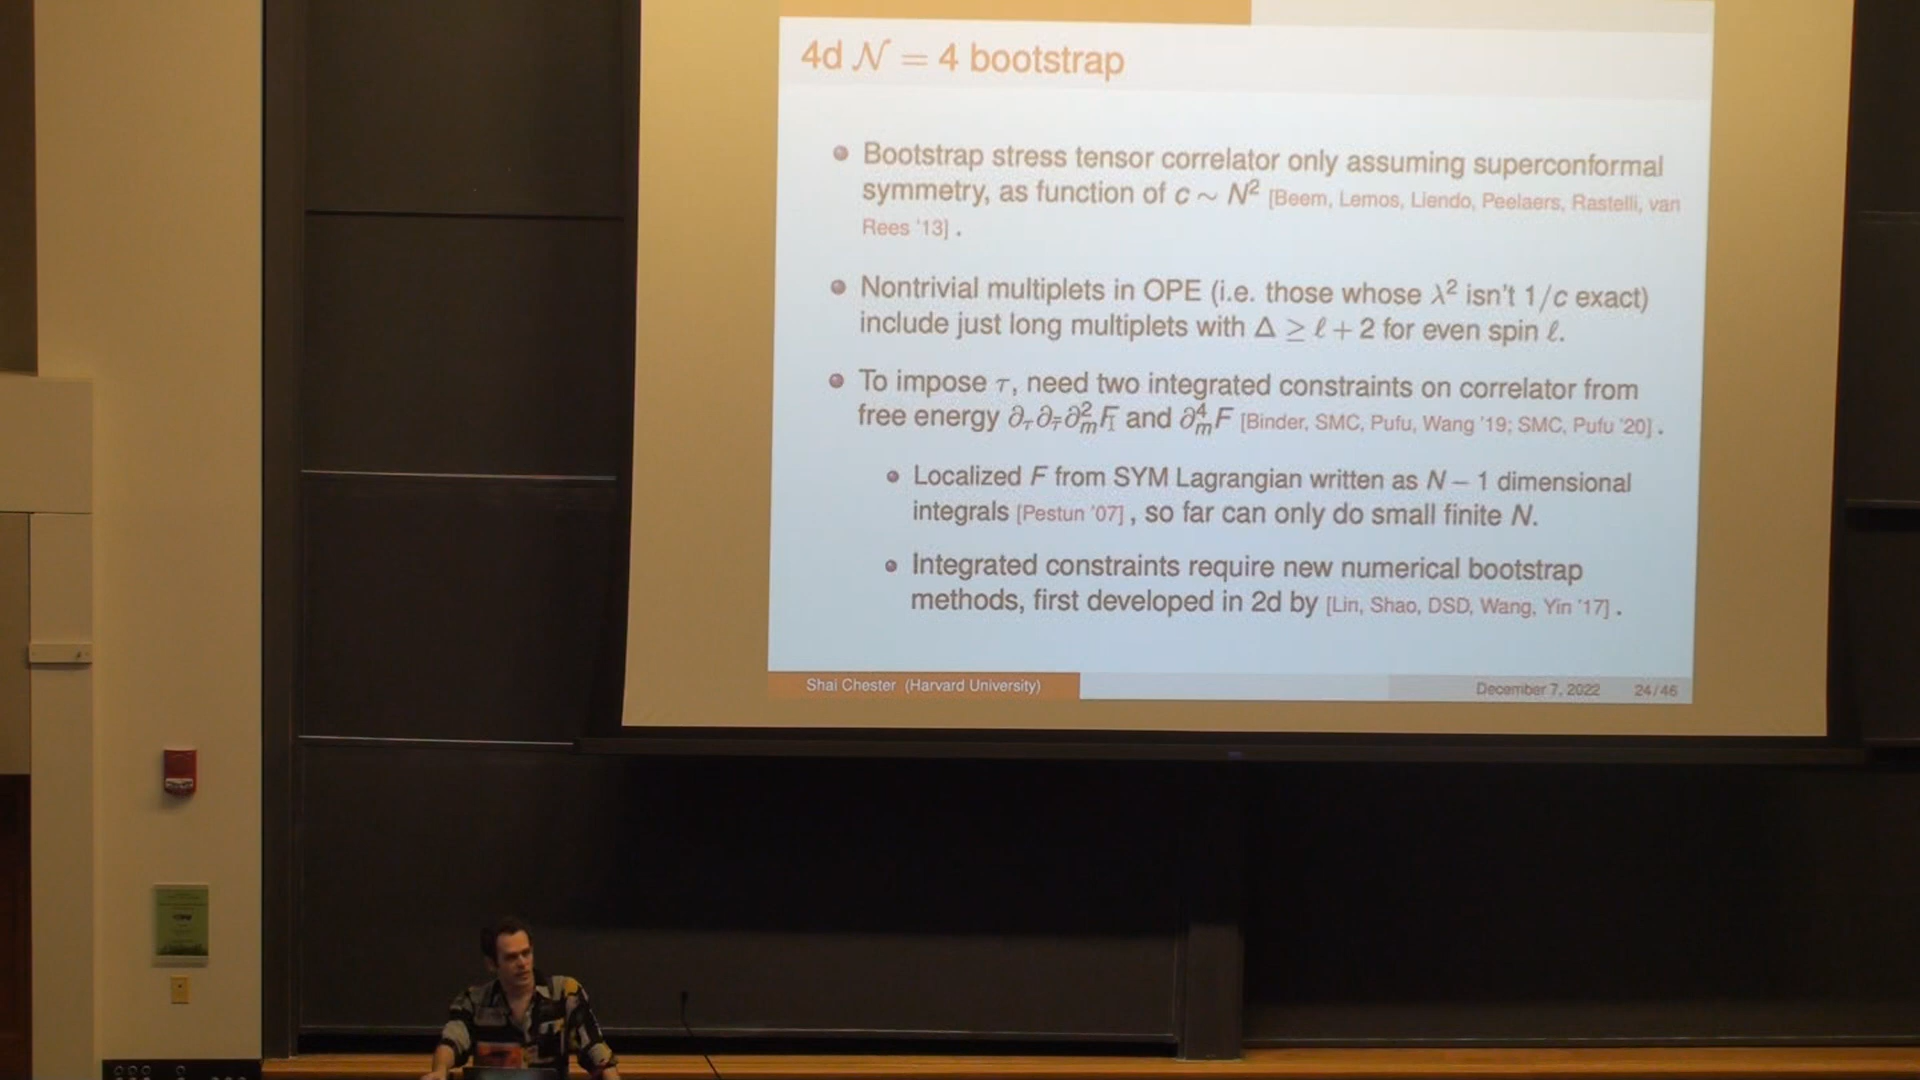 4d 𝒩 = 4 bootstrap
Bootstrap stress tensor correlator only assuming superconformal
symmetry, as function of c ∼ N² [Beem, Lemos, Liendo, Peelaers, Rastelli, van
Rees '13] .
Nontrivial multiplets in OPE (i.e. those whose λ² isn't 1/c exact)
include just long multiplets with Δ ≥ ℓ + 2 for even spin ℓ.
To impose τ, need two integrated constraints on correlator from
free energy ∂_τ∂_τ̄∂²_mF and ∂⁴_mF [Binder, SMC, Pufu, Wang '19; SMC, Pufu '20] .
Localized F from SYM Lagrangian written as N − 1 dimensional
integrals [Pestun '07] , so far can only do small finite N.
Integrated constraints require new numerical bootstrap
methods, first developed in 2d by [Lin, Shao, DSD, Wang, Yin '17] .
Shai Chester (Harvard University) December 7, 2022 24/46